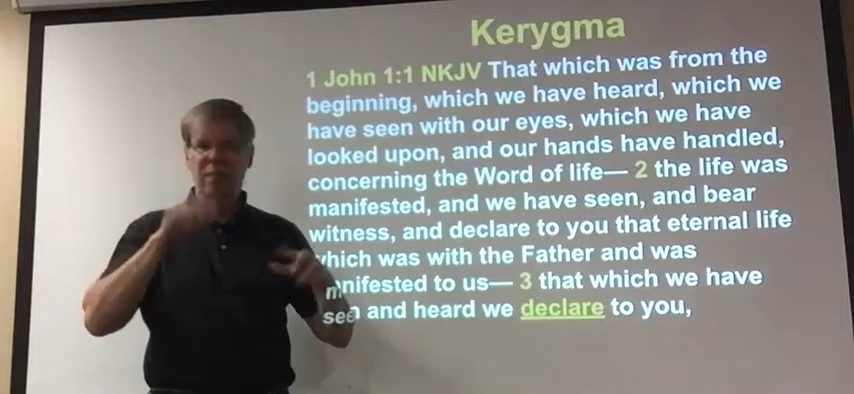 Kerygma
1 John 1:1 NKJV That which was from the
beginning, which we have heard, which we
have seen with our eyes, which we have
looked upon, and our hands have handled,
concerning the Word of life— 2 the life was
manifested, and we have seen, and bear
witness, and declare to you that eternal life
which was with the Father and was
manifested to us— 3 that which we have
seen and heard we declare to you,